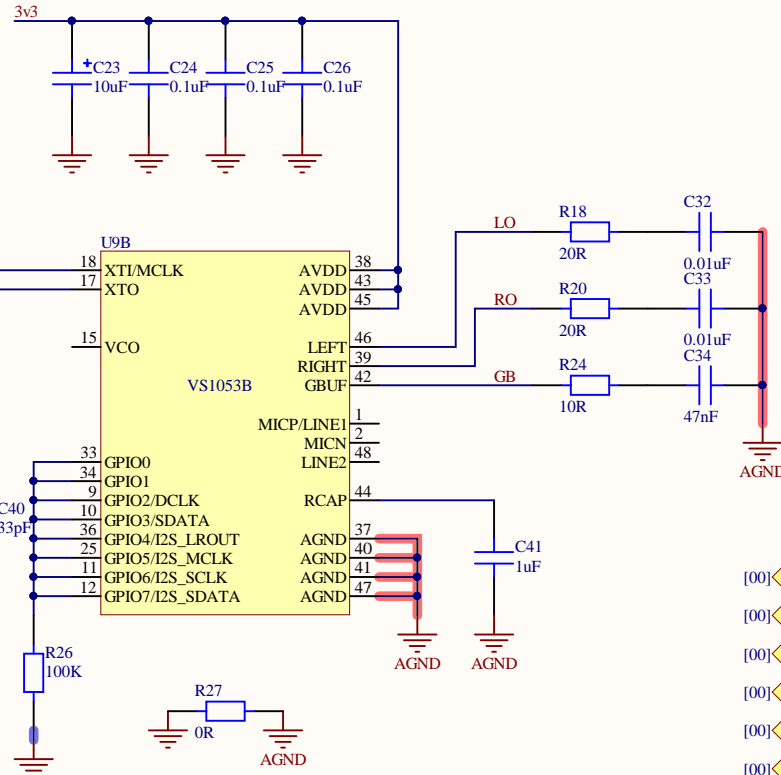 3v3
C23
10uF
C24
0.1uF
C25
0.1uF
C26
0.1uF
U9B
VS1053B
18 XTI/MCLK
17 XTO
15 VCO
33 GPIO0
34 GPIO1
9 GPIO2/DCLK
10 GPIO3/SDATA
36 GPIO4/I2S_LROUT
25 GPIO5/I2S_MCLK
11 GPIO6/I2S_SCLK
12 GPIO7/I2S_SDATA
AVDD 38
AVDD 43
AVDD 45
LEFT 46
RIGHT 39
GBUF 42
MICP/LINE1 1
MICN 2
LINE2 48
RCAP 44
AGND 37
AGND 40
AGND 41
AGND 47
LO
R18
20R
C32
0.01uF
RO
R20
20R
C33
0.01uF
GB
R24
10R
C34
47nF
AGND
C40
33pF
C41
1uF
AGND
AGND
R26
100K
R27
0R
AGND
[00]
[00]
[00]
[00]
[00]
[00]